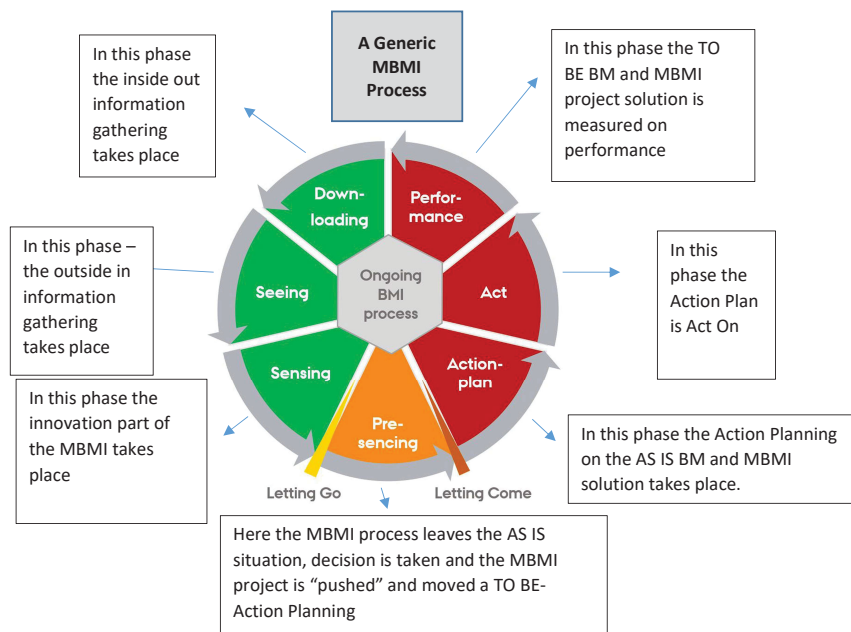 A Generic
MBMI
Process
In this phase
the inside out
information
gathering
takes place
In this phase the TO
BE BM and MBMI
project solution is
measured on
performance
Down-
loading
Perfor-
mance
In this phase –
the outside in
information
gathering
takes place
Seeing
Ongoing
BMI
process
Act
In this
phase the
Action Plan
is Act On
Sensing
Action-
plan
In this phase the
innovation part of
the MBMI takes
place
Pre-
sencing
In this phase the Action Planning
on the AS IS BM and MBMI
solution takes place.
Letting Go
Letting Come
Here the MBMI process leaves the AS IS
situation, decision is taken and the MBMI
project is “pushed” and moved a TO BE-
Action Planning